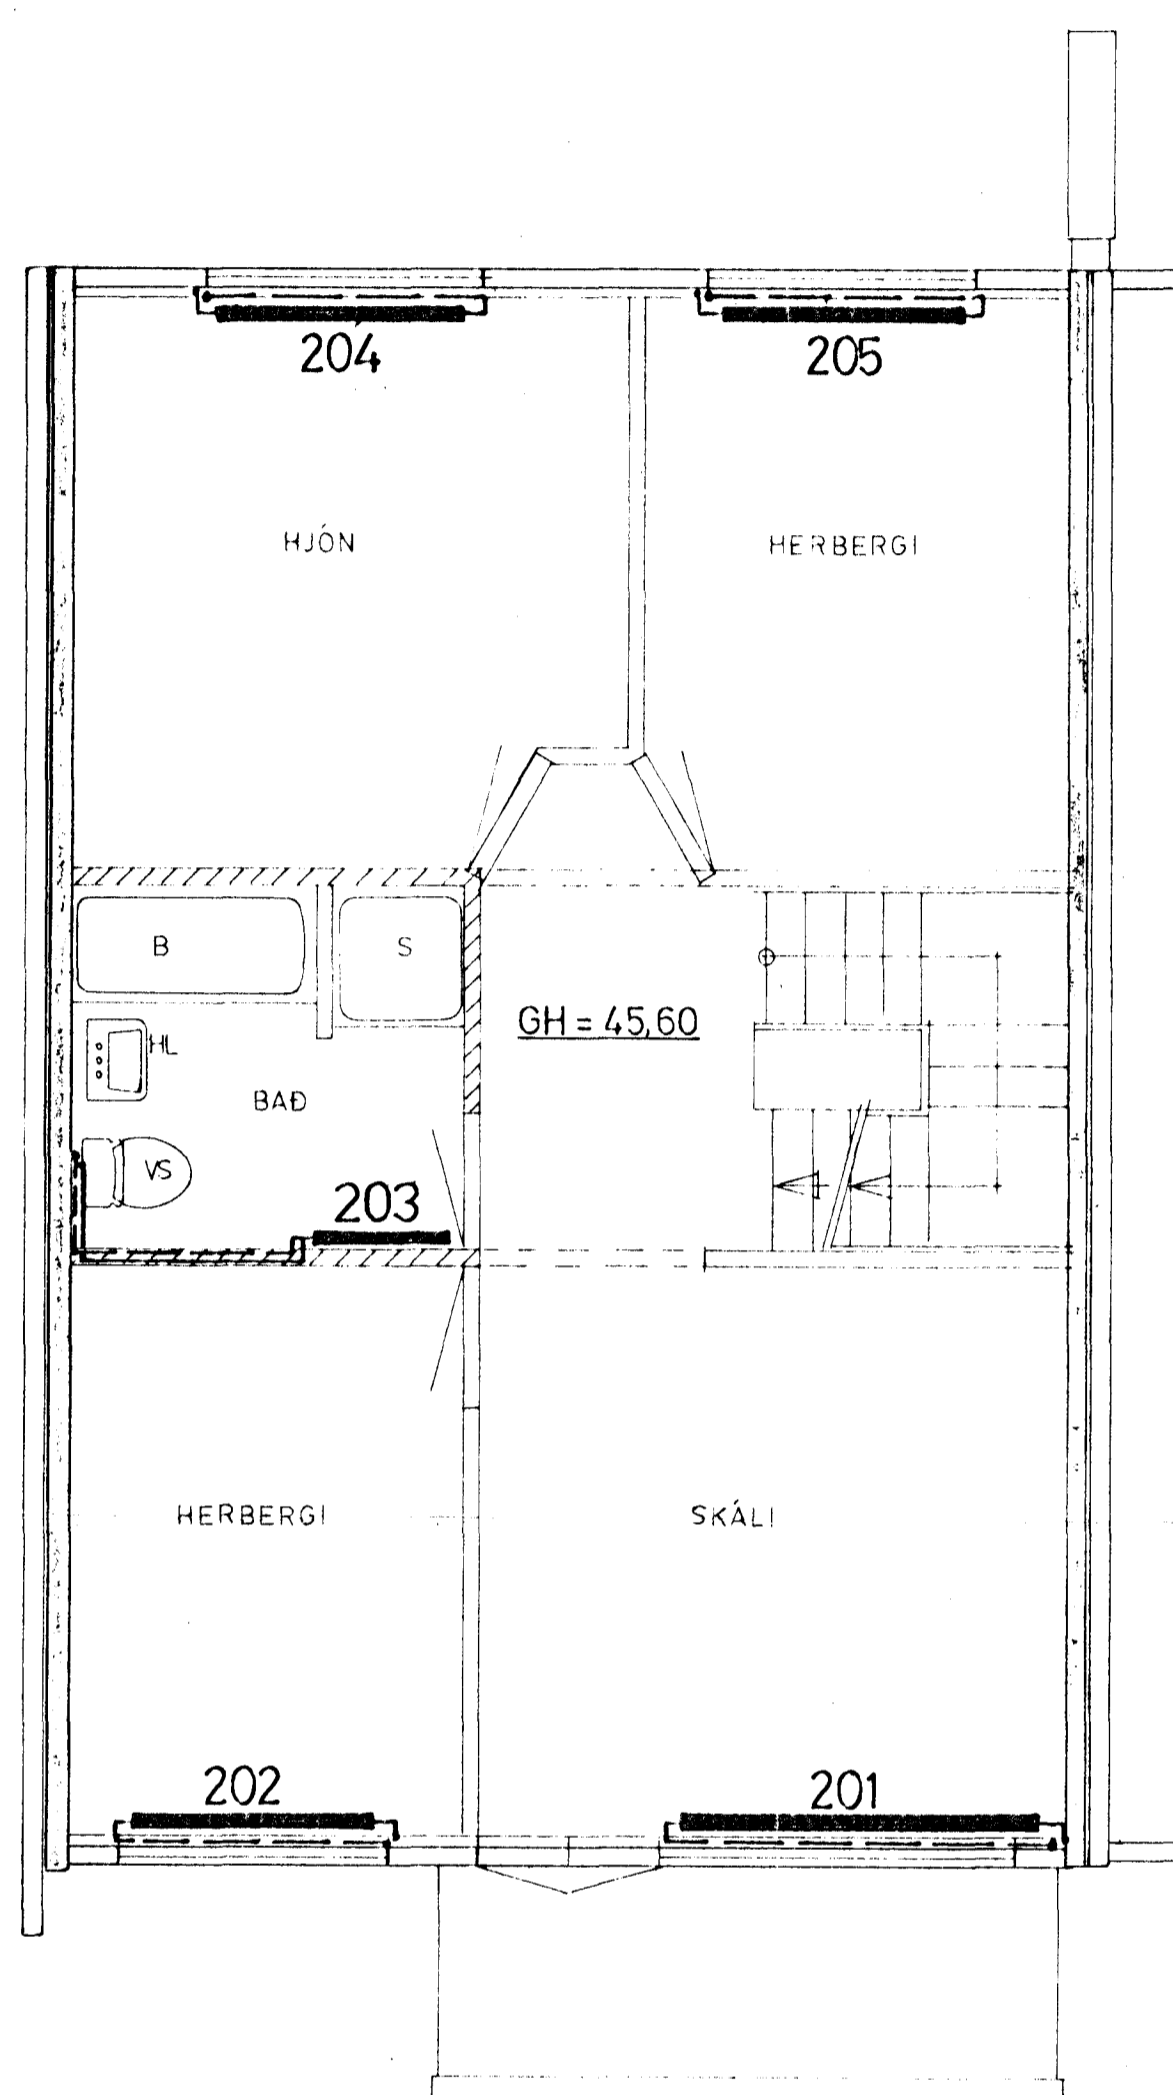 204
205
HJÓN
HERBERGI
B
S
GH = 45,60
HL
BAÐ
VS
203
HERBERGI
SKÁLI
202
201